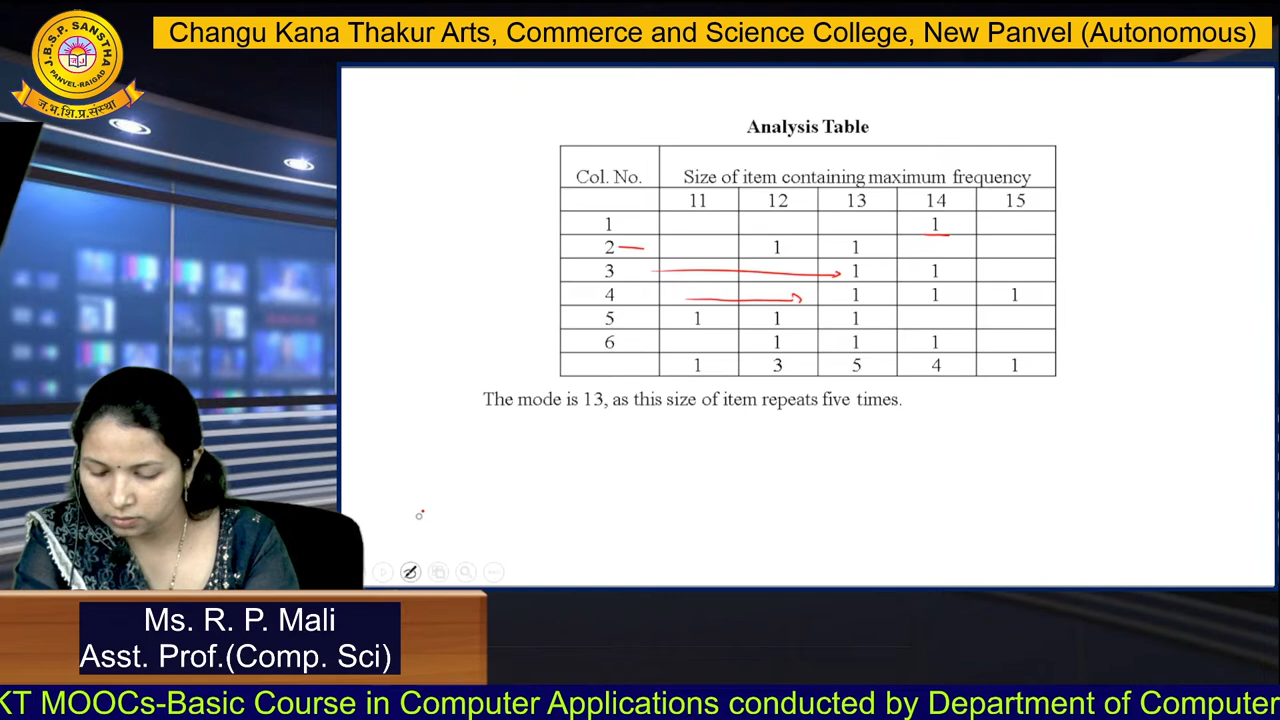 Changu Kana Thakur Arts, Commerce and Science College, New Panvel (Autonomous)
J.B.S.P. SANSTHA
PANVEL-RAIGAD
ज.भ.शि.प्र.संस्था
Analysis Table
Col. No. Size of item containing maximum frequency
11 12 13 14 15
1 1
2 1 1
3 1 1
4 1 1 1
5 1 1 1
6 1 1 1
1 3 5 4 1
The mode is 13, as this size of item repeats five times.
Ms. R. P. Mali
Asst. Prof.(Comp. Sci)
KT MOOCs-Basic Course in Computer Applications conducted by Department of Computer